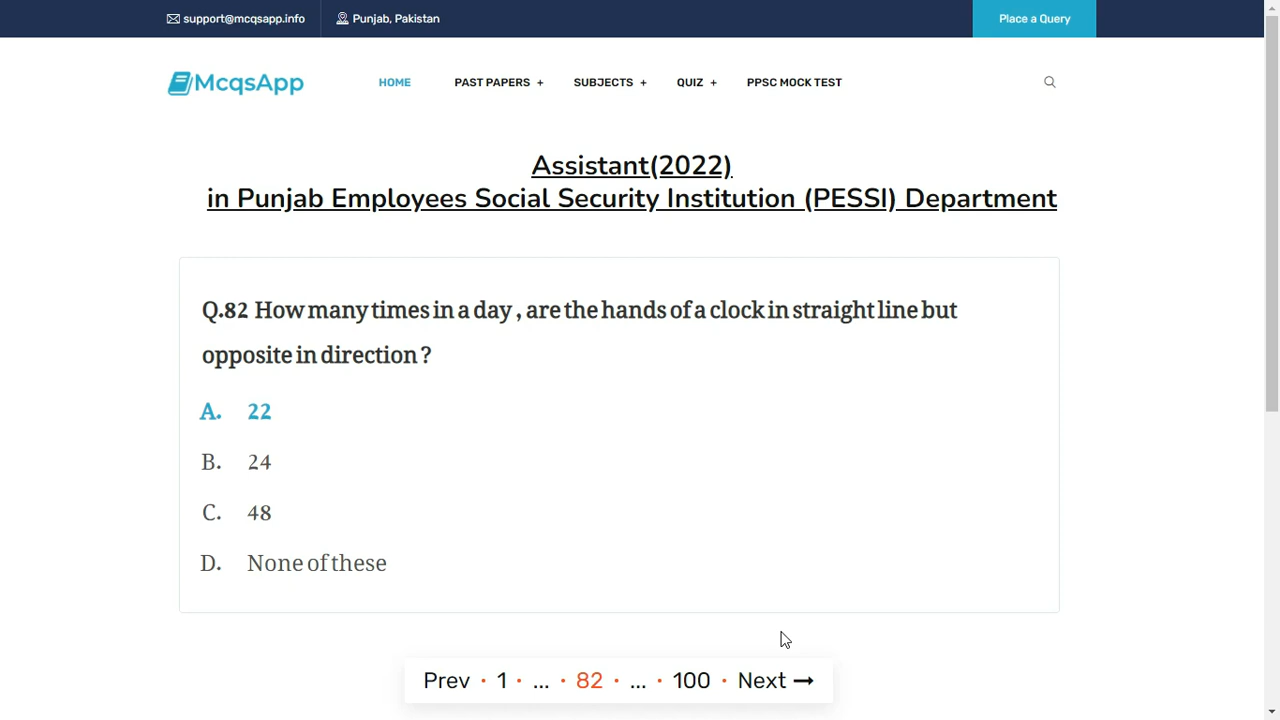 support@mcqsapp.info Punjab, Pakistan Place a Query
McqsApp HOME PAST PAPERS + SUBJECTS + QUIZ + PPSC MOCK TEST
Assistant(2022)
in Punjab Employees Social Security Institution (PESSI) Department
Q.82 How many times in a day , are the hands of a clock in straight line but
opposite in direction ?
A. 22
B. 24
C. 48
D. None of these
Prev • 1 • ... • 82 • ... • 100 • Next →